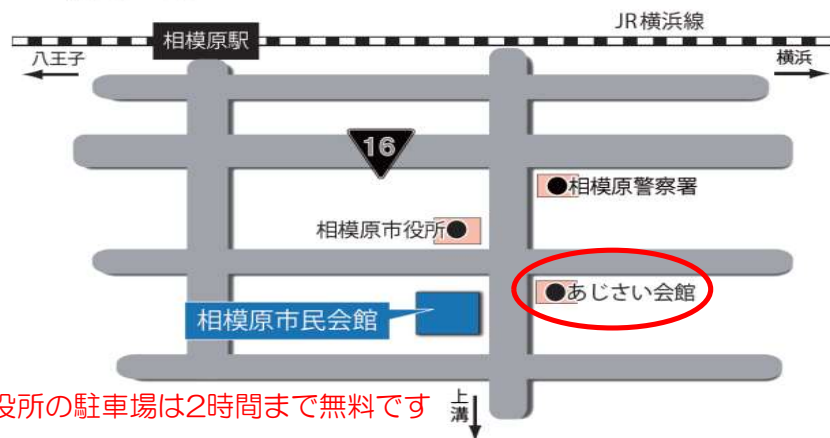 JR横浜線
相模原駅
八王子
横浜
16
相模原警察署
相模原市役所
あじさい会館
相模原市民会館
役所の駐車場は2時間まで無料です
上溝